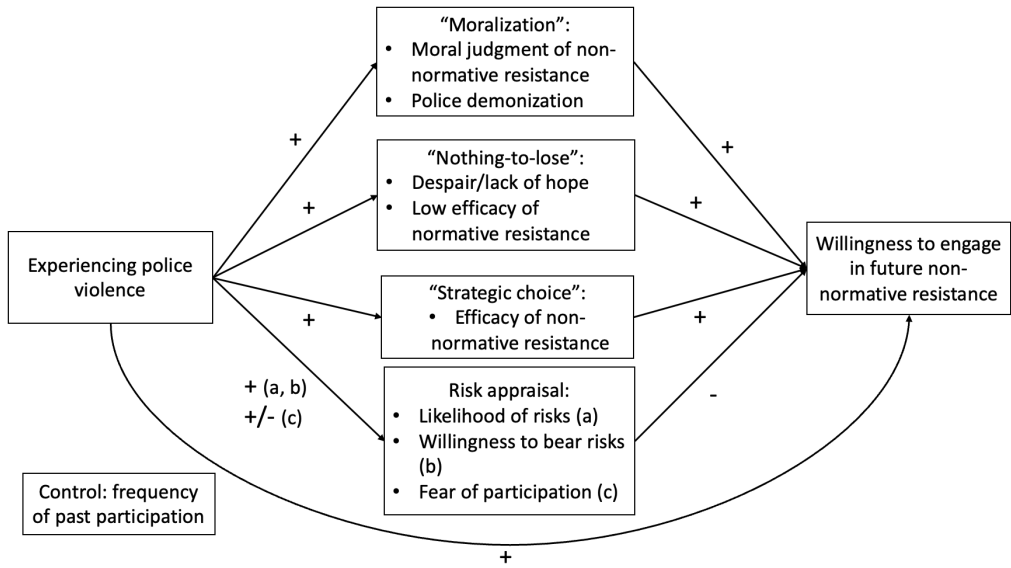 “Moralization”:
• Moral judgment of non-
normative resistance
• Police demonization
+
+
“Nothing-to-lose”:
• Despair/lack of hope
• Low efficacy of
normative resistance
+
+
Experiencing police
violence
Willingness to engage
in future non-
normative resistance
“Strategic choice”:
• Efficacy of non-
normative resistance
+
+
+ (a, b)
+/- (c)
Risk appraisal:
• Likelihood of risks (a)
• Willingness to bear risks
(b)
• Fear of participation (c)
-
Control: frequency
of past participation
+